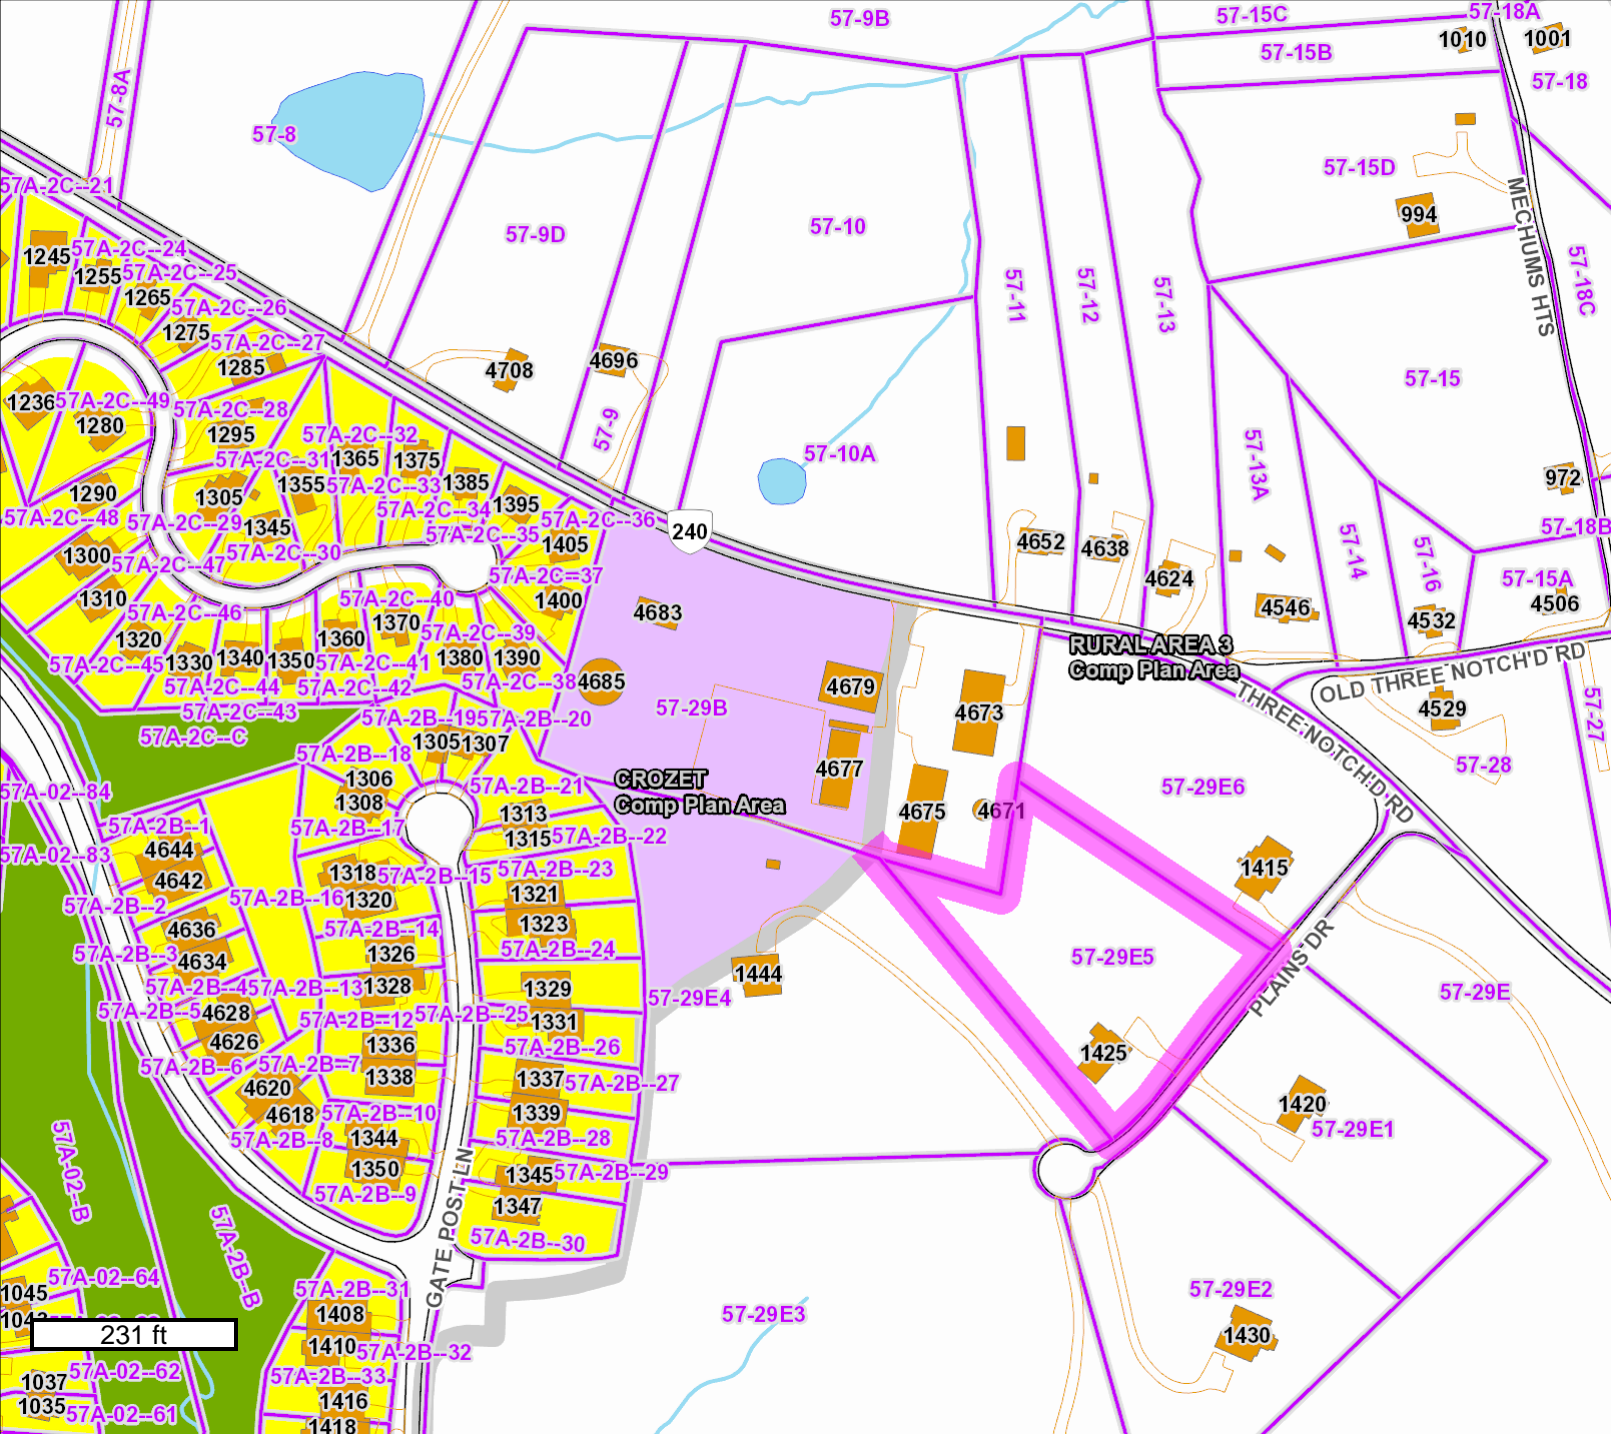 57-9B
57-15C
57-18A
1010
1001
57-15B
57-18
57-8A
57-8
57-15D
57A-2C--21
994
MECHUMS HTS
57-9D
57-10
57-11
57-12
57-13
57-18C
1245
57A-2C--24
1255
57A-2C--25
1265
57A-2C--26
1275
57A-2C--27
1285
4708
4696
57-15
1236
57A-2C--49
1280
57A-2C--28
1295
57A-2C--32
57-9
57-10A
57-13A
972
57A-2C--31
1365
1375
1355
57A-2C--33
1385
1290
1305
57A-2C--34
1395
57A-2C--48
57A-2C--29
1345
57A-2C--35
57A-2C--36
240
57-18B
1300
57A-2C--30
1405
4652
4638
57-14
57-16
57A-2C--47
57A-2C--37
4624
57-15A
1310
57A-2C--46
57A-2C--40
1400
4683
4546
4532
4506
1320
1360
1370
57A-2C--39
RURAL AREA 3
Comp Plan Area
57A-2C--45
1330
1340
1350
57A-2C--41
1380
1390
OLD THREE NOTCH'D RD
57A-2C--44
57A-2C--42
57A-2C--38
4685
4679
57-29B
4673
THREE NOTCH'D RD
4529
57-27
57A-2C--43
57A-2B--19
57A-2B--20
57A-2C--C
1305
1307
57A-2B--18
57-28
1306
4677
CROZET
Comp Plan Area
57A-02--84
1308
57A-2B--21
57-29E6
57A-2B--1
57A-2B--17
1313
4675
4671
4644
1315
57A-2B--22
57A-02--83
1318
57A-2B--15
57A-2B--23
1415
4642
57A-2B--16
1320
1321
57A-2B--2
4636
57A-2B--14
1323
57A-2B--3
4634
1326
57A-2B--24
57-29E5
PLAINS DR
57A-2B--4
57A-2B--13
1328
1329
1444
57-29E4
57-29E
57A-2B--5
4628
57A-2B--12
57A-2B--25
1331
4626
1336
57A-2B--26
1425
57A-2B--6
57A-2B--7
1338
1337
57A-2B--27
4620
57A-2B--10
1339
1420
4618
57-29E1
57A-2B--8
1344
57A-2B--28
57A-02--B
1350
1345
57A-2B--29
57A-2B--9
1347
57A-2B-B
57A-2B--30
GATE POST LN
57A-02--64
57A-2B--31
57-29E2
1045
1408
57-29E3
231 ft
1410
57A-2B--32
1430
57A-02--62
57A-2B--33
1037
1035
57A-02--61
1416
1418